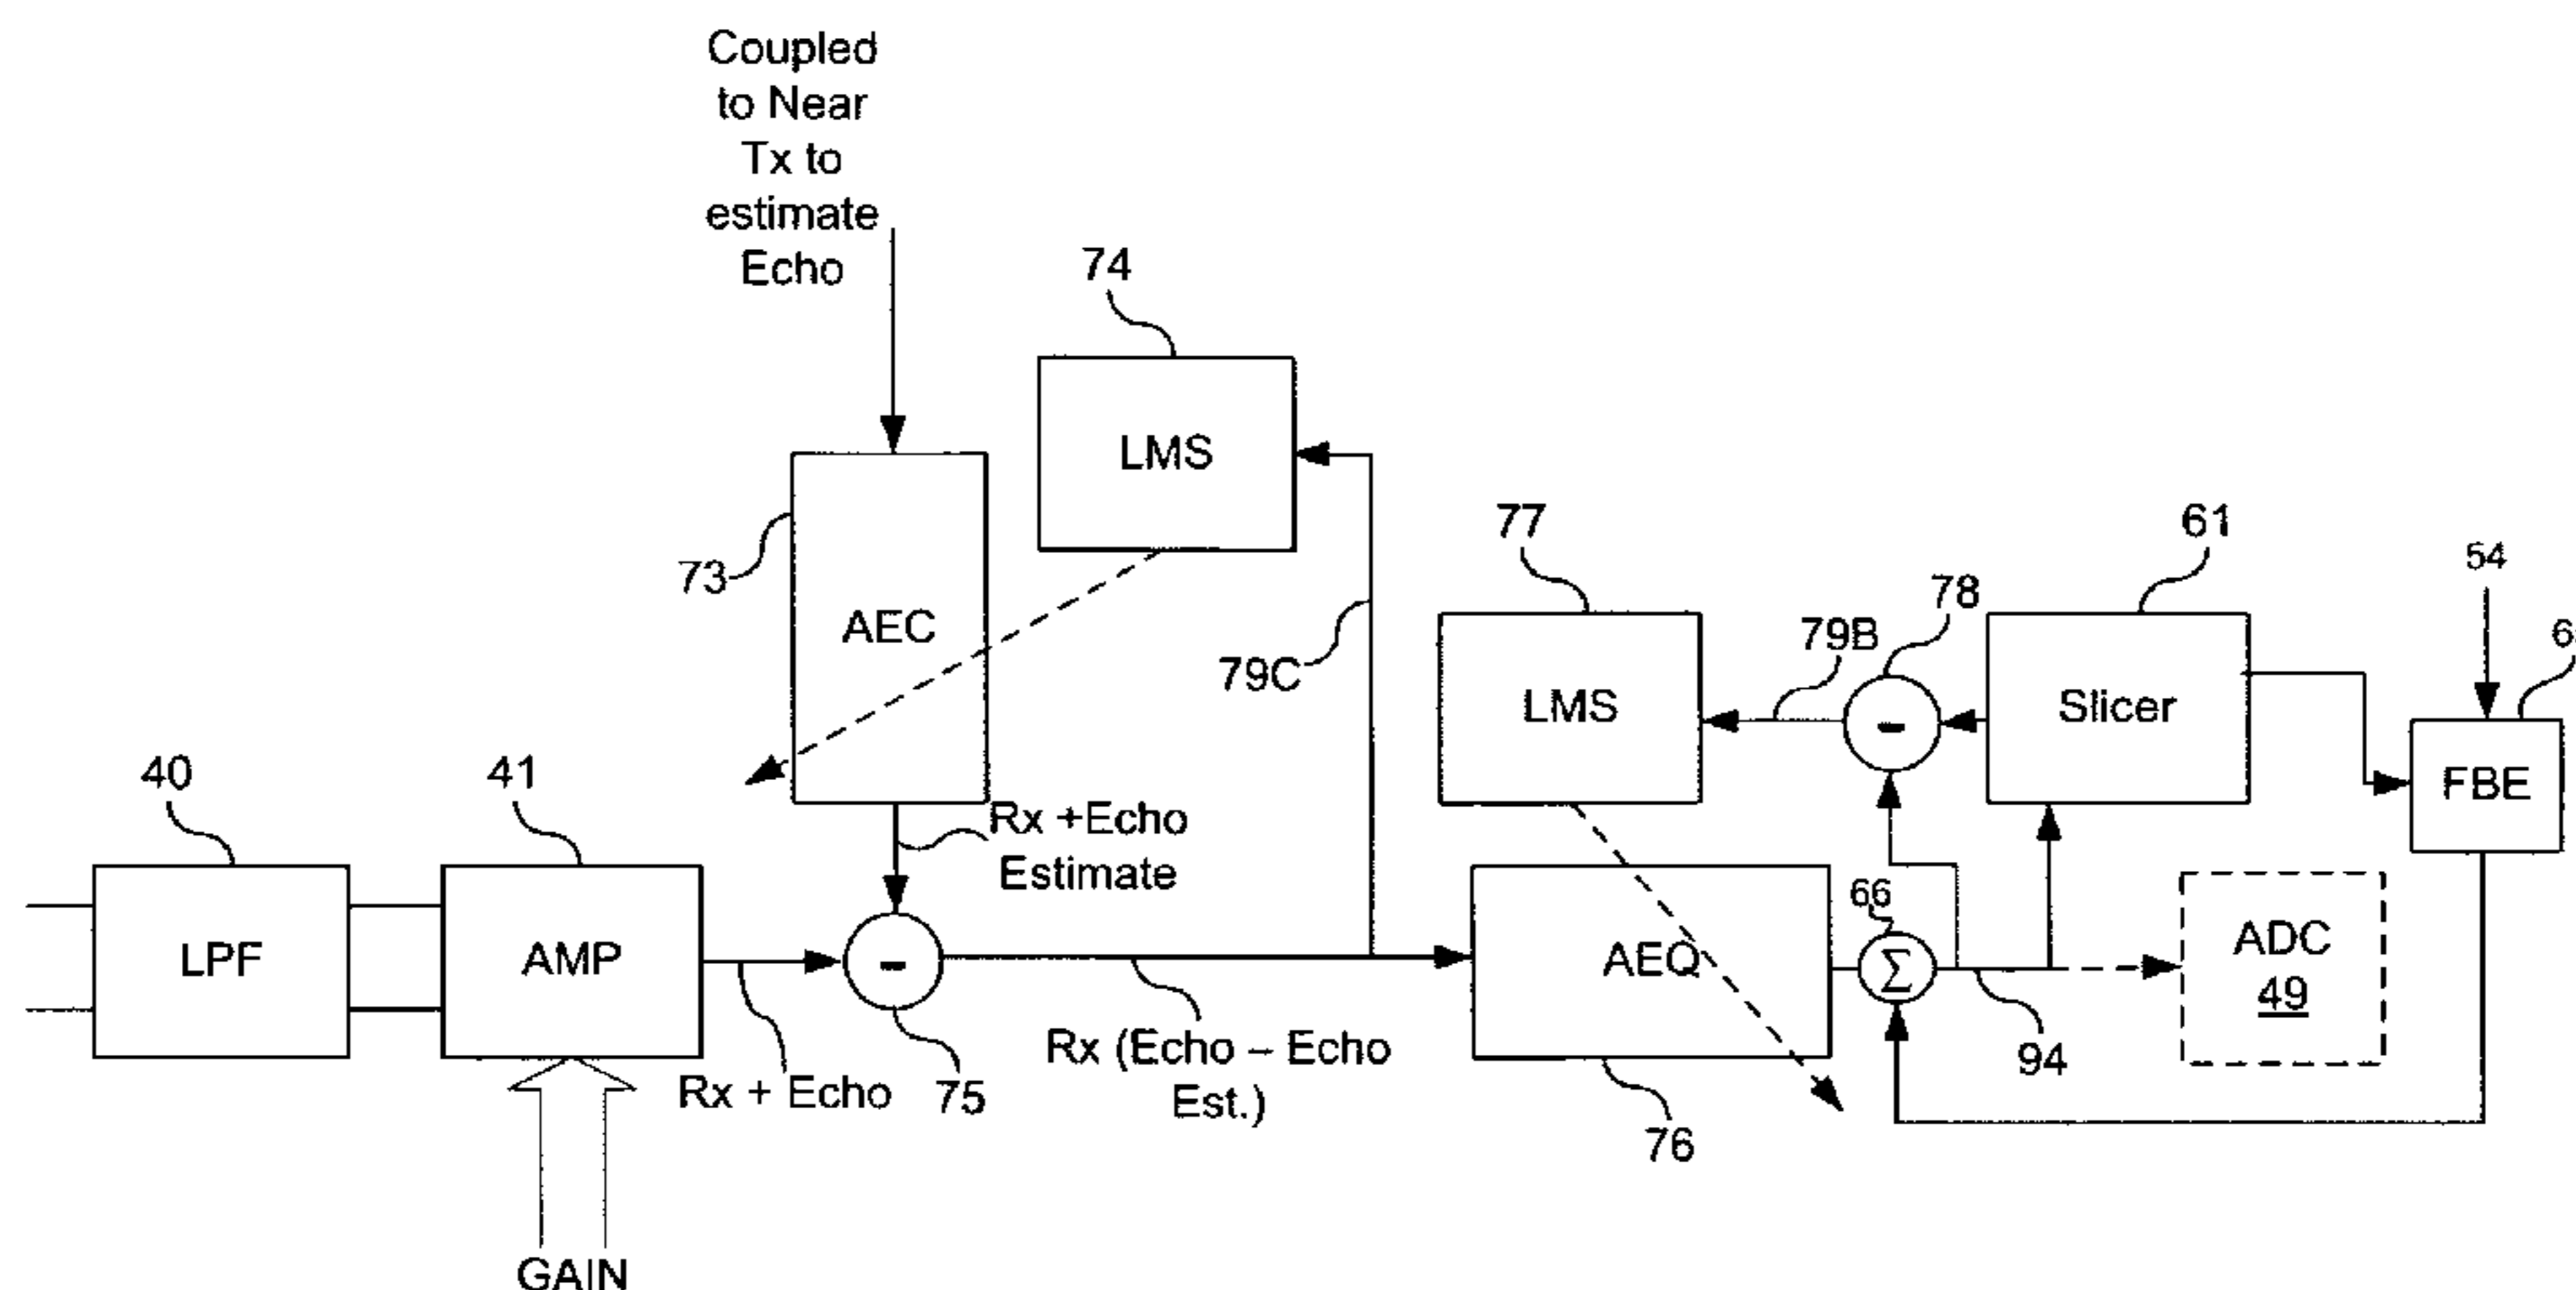 Coupled
to Near
Tx to
estimate
Echo
74
LMS
73
AEC
79C
77
LMS
79B
78
61
Slicer
54
FBE
40
LPF
41
AMP
Rx +Echo
Estimate
-
-
Rx + Echo
75
Rx (Echo – Echo
Est.)
AEQ
76
66
Σ
94
ADC
49
GAIN